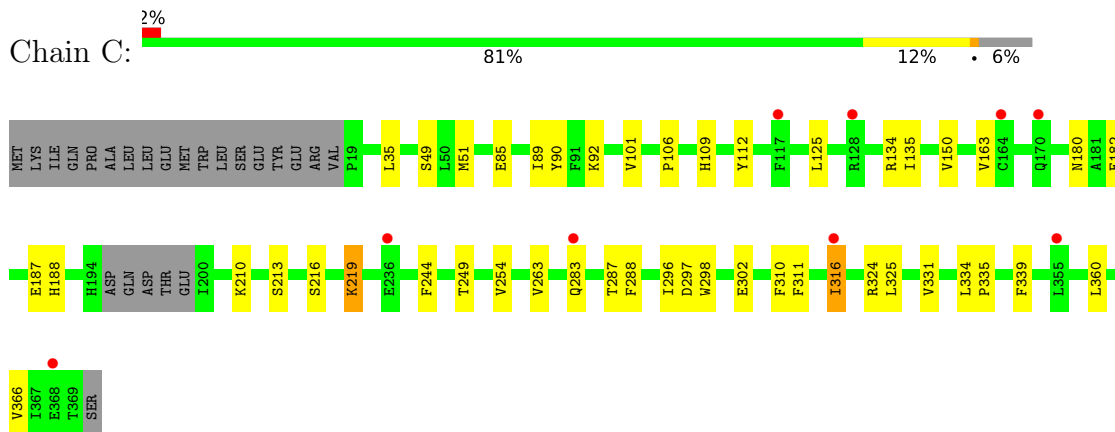 2%
Chain C:
81% 12% • 6%
MET LYS ILE GLN PRO ALA LEU LEU GLU MET TRP LEU SER GLU TYR GLU ARG VAL P19 L35 S49 L50 M51 E85 I89 Y90 F91 K92 V101 P106 H109 Y112 F117 L125 R128 R134 I135 V150 V163 C164 Q170 N180 A181
E187 H188 H194 ASP GLN ASP THR GLU I200 K210 S213 S216 K219 E236 F244 T249 V254 V263 Q283 T287 F288 I296 D297 W298 E302 F310 F311 I316 R324 L325 V331 L334 P335 F339 L355 L360
V366 I367 E368 T369 SER